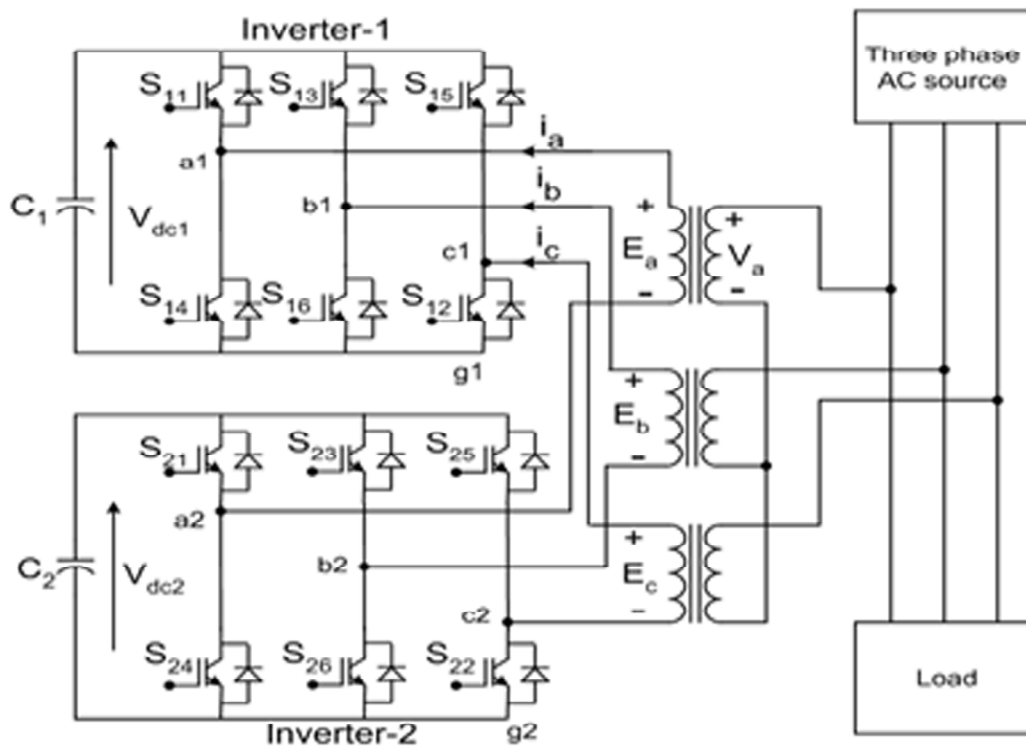 Inverter-1
Three phase
AC source
S11
S13
S15
ia
a1
ib
b1
C1
Vdc1
ic
c1
+
Ea
-
+
Va
-
S14
S16
S12
g1
+
Eb
-
S21
S23
S25
a2
C2
Vdc2
b2
+
Ec
-
c2
S24
S26
S22
Load
Inverter-2
g2